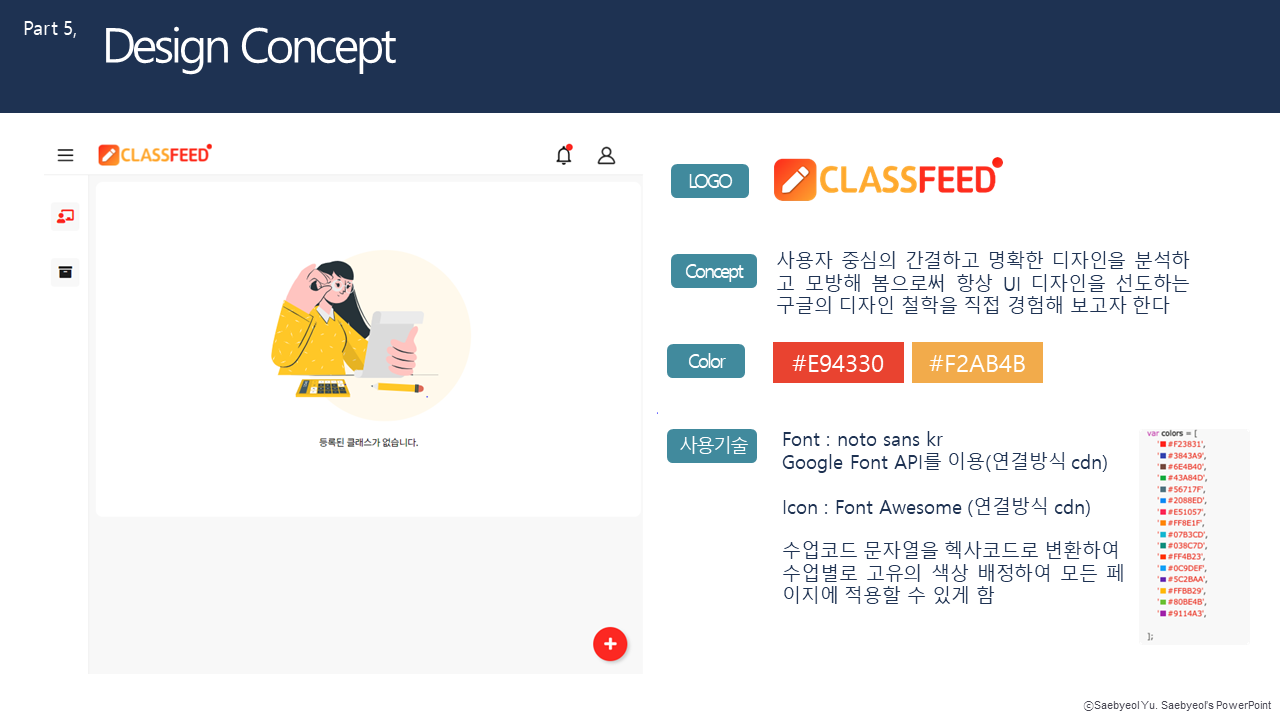 Part 5,
Design Concept
CLASSFEED
등록된 클래스가 없습니다.
LOGO
CLASSFEED
Concept
사용자 중심의 간결하고 명확한 디자인을 분석하
고 모방해 봄으로써 항상 UI 디자인을 선도하는
구글의 디자인 철학을 직접 경험해 보고자 한다
Color
#E94330
#F2AB4B
사용기술
Font : noto sans kr
Google Font API를 이용(연결방식 cdn)
Icon : Font Awesome (연결방식 cdn)
수업코드 문자열을 헥사코드로 변환하여
수업별로 고유의 색상 배정하여 모든 페
이지에 적용할 수 있게 함
var colors = [
'#F23831',
'#3843A9',
'#6E4B40',
'#43A84D',
'#56717F',
'#2088ED',
'#E51057',
'#FF8E1F',
'#07B3CD',
'#038C7D',
'#FF4B23',
'#0C9DEF',
'#5C2BAA',
'#FFBB29',
'#80BE4B',
'#9114A3',
];
ⓒSaebyeol Yu. Saebyeol's PowerPoint